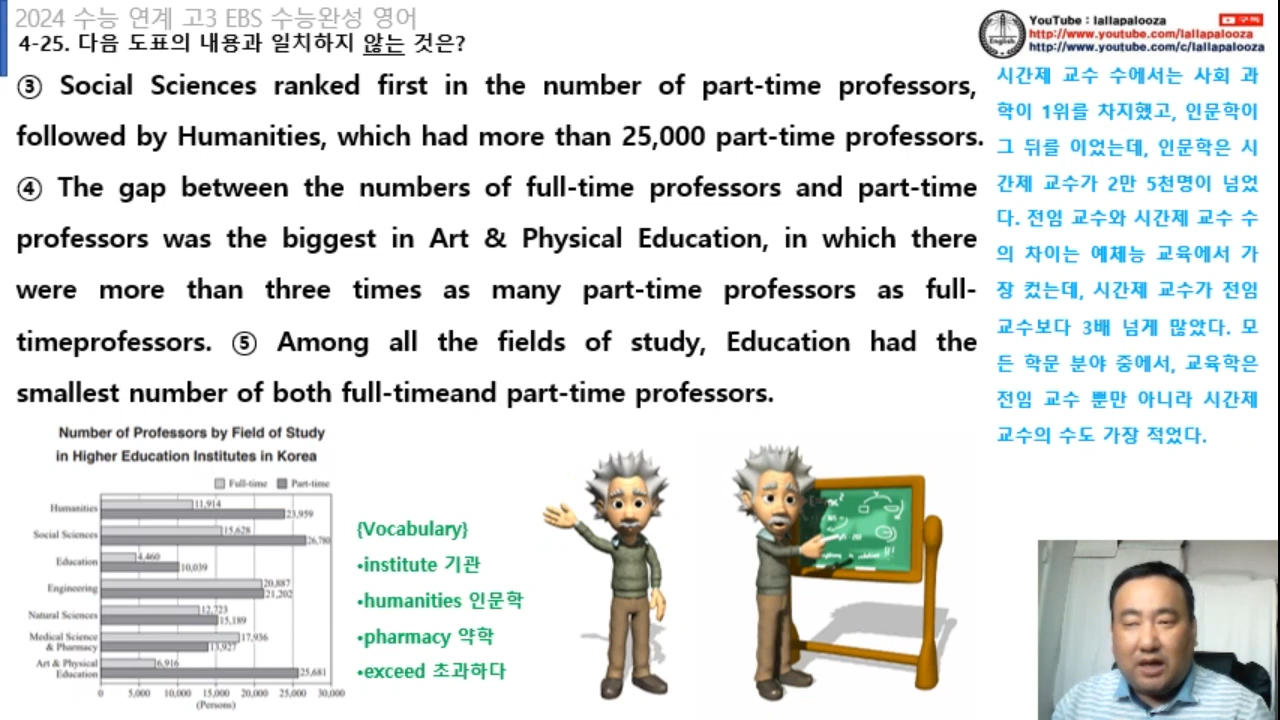 2024 수능 연계 고3 EBS 수능완성 영어
4-25. 다음 도표의 내용과 일치하지 않는 것은?
YouTube : lallapalooza
구독
http://www.youtube.com/lallapalooza
http://www.youtube.com/c/lallapalooza
English
③ Social Sciences ranked first in the number of part-time professors,
followed by Humanities, which had more than 25,000 part-time professors.
④ The gap between the numbers of full-time professors and part-time
professors was the biggest in Art & Physical Education, in which there
were more than three times as many part-time professors as full-
timeprofessors. ⑤ Among all the fields of study, Education had the
smallest number of both full-timeand part-time professors.
시간제 교수 수에서는 사회 과
학이 1위를 차지했고, 인문학이
그 뒤를 이었는데, 인문학은 시
간제 교수가 2만 5천명이 넘었
다. 전임 교수와 시간제 교수 수
의 차이는 예체능 교육에서 가
장 컸는데, 시간제 교수가 전임
교수보다 3배 넘게 많았다. 모
든 학문 분야 중에서, 교육학은
전임 교수 뿐만 아니라 시간제
교수의 수도 가장 적었다.
Number of Professors by Field of Study
in Higher Education Institutes in Korea
Full-time Part-time
Humanities 11,914
23,959
Social Sciences 15,628
26,780
Education 4,460
10,039
Engineering 20,887
21,202
Natural Sciences 12,723
15,189
Medical Science 17,936
& Pharmacy 13,927
Art & Physical 6,916
Education 25,681
0 5,000 10,000 15,000 20,000 25,000 30,000
(Persons)
{Vocabulary}
•institute 기관
•humanities 인문학
•pharmacy 약학
•exceed 초과하다